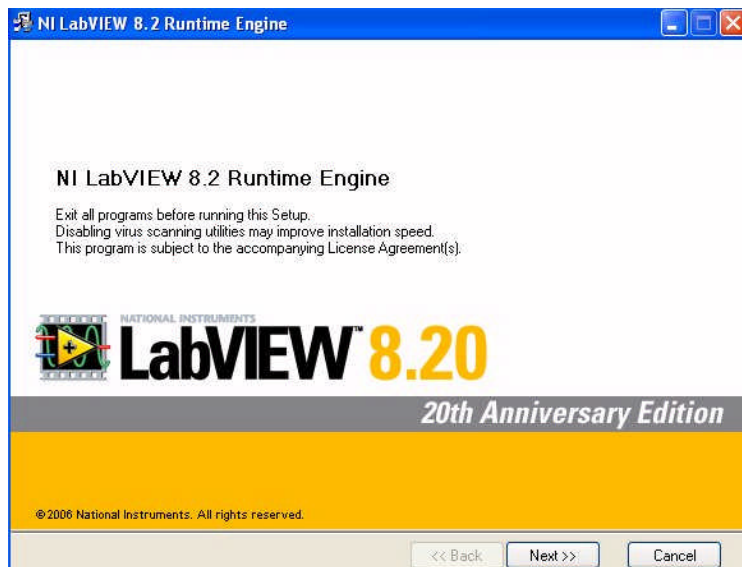 NI LabVIEW 8.2 Runtime Engine
NI LabVIEW 8.2 Runtime Engine
Exit all programs before running this Setup.
Disabling virus scanning utilities may improve installation speed.
This program is subject to the accompanying License Agreement(s).
NATIONAL INSTRUMENTS
LabVIEW™ 8.20
20th Anniversary Edition
© 2006 National Instruments. All rights reserved.
<< Back Next >> Cancel